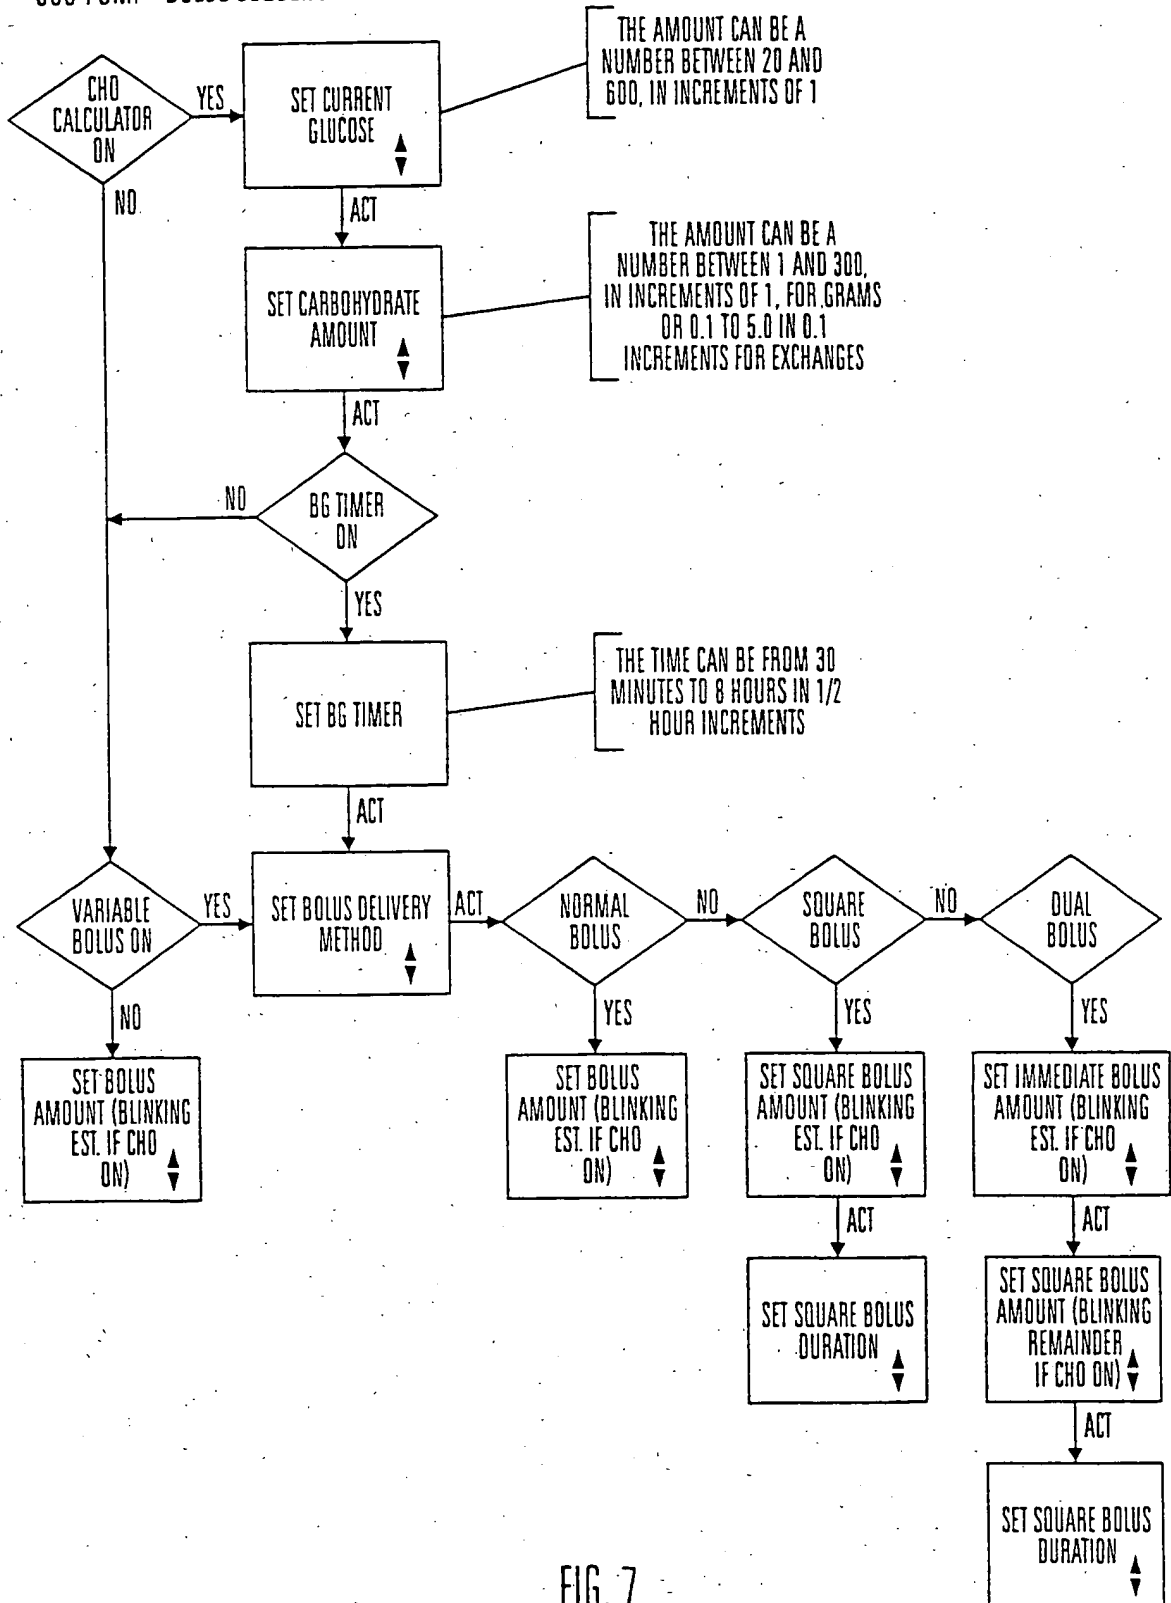 THE AMOUNT CAN BE A
NUMBER BETWEEN 20 AND
600, IN INCREMENTS OF 1
CHO
CALCULATOR
ON
YES
SET CURRENT
GLUCOSE
NO
ACT
THE AMOUNT CAN BE A
NUMBER BETWEEN 1 AND 300,
IN INCREMENTS OF 1, FOR GRAMS
OR 0.1 TO 5.0 IN 0.1
INCREMENTS FOR EXCHANGES
SET CARBOHYDRATE
AMOUNT
ACT
NO
BG TIMER
ON
YES
THE TIME CAN BE FROM 30
MINUTES TO 8 HOURS IN 1/2
HOUR INCREMENTS
SET BG TIMER
ACT
VARIABLE
BOLUS ON
YES
SET BOLUS DELIVERY
METHOD
ACT
NORMAL
BOLUS
NO
SQUARE
BOLUS
NO
DUAL
BOLUS
NO
YES
YES
YES
SET BOLUS
AMOUNT (BLINKING
EST. IF CHO
ON)
SET BOLUS
AMOUNT (BLINKING
EST. IF CHO
ON)
SET SQUARE BOLUS
AMOUNT (BLINKING
EST. IF CHO
ON)
SET IMMEDIATE BOLUS
AMOUNT (BLINKING
EST. IF CHO
ON)
ACT
ACT
SET SQUARE BOLUS
DURATION
SET SQUARE BOLUS
AMOUNT (BLINKING
REMAINDER
IF CHO ON)
ACT
SET SQUARE BOLUS
DURATION
FIG. 7